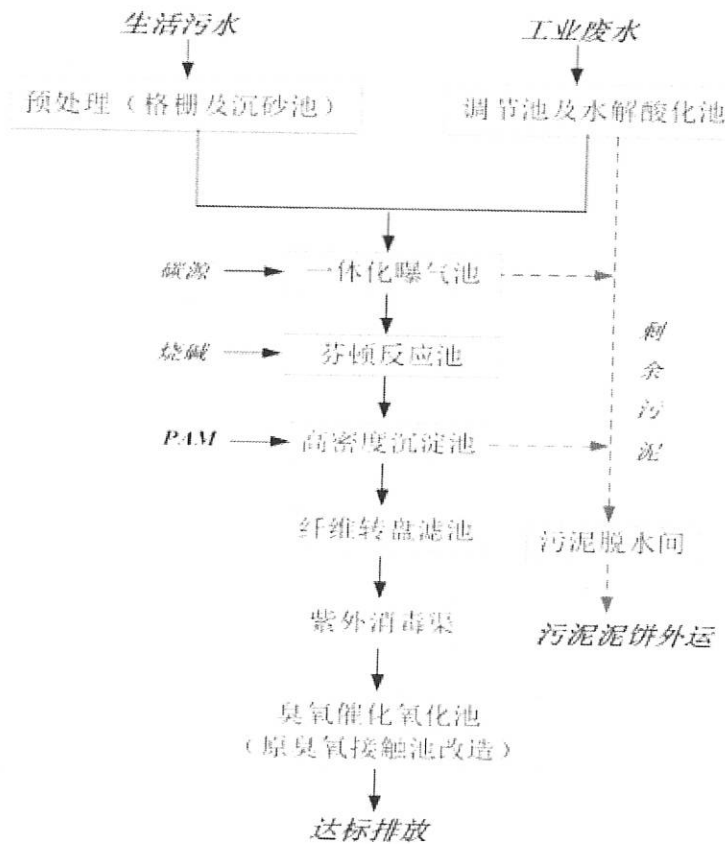 生活污水
工业废水
预处理（格栅及沉砂池）
调节池及水解酸化池
碳源
一体化曝气池
烧碱
芬顿反应池
剩余污泥
PAM
高密度沉淀池
纤维转盘滤池
污泥脱水间
紫外消毒渠
污泥泥饼外运
臭氧催化氧化池
（原臭氧接触池改造）
达标排放